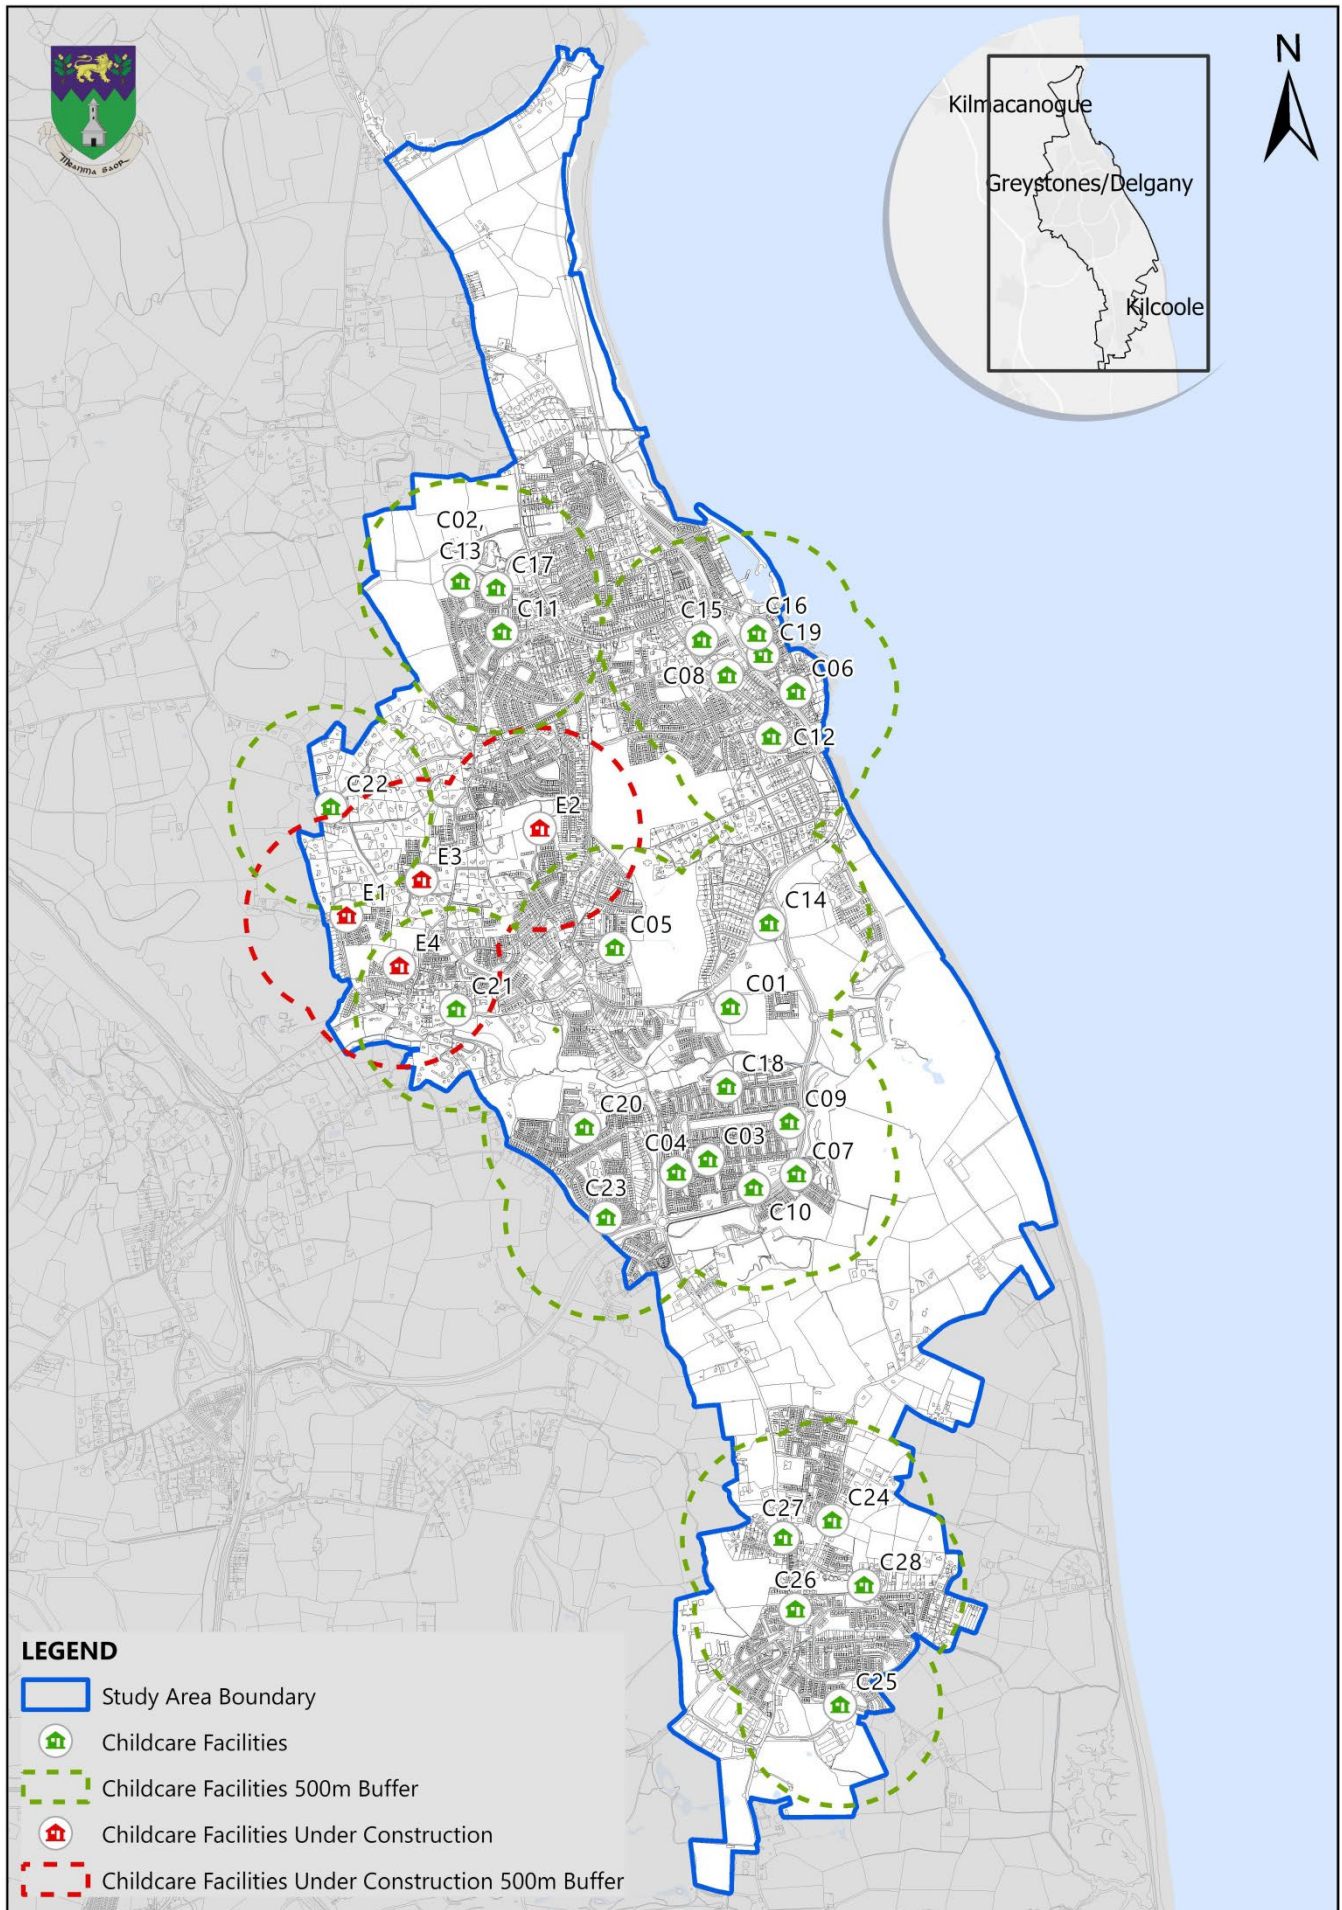 Meanma Saor
N
Kilmacanogue
Greystones/Delgany
Kilcoole
C02,
C13
C17
C11
C15
C16
C19
C08
C06
C12
C22
E2
E3
E1
C14
C05
E4
C21
C01
C18
C20
C09
C04
C03
C07
C23
C10
C24
C27
C28
C26
C25
LEGEND
Study Area Boundary
Childcare Facilities
Childcare Facilities 500m Buffer
Childcare Facilities Under Construction
Childcare Facilities Under Construction 500m Buffer